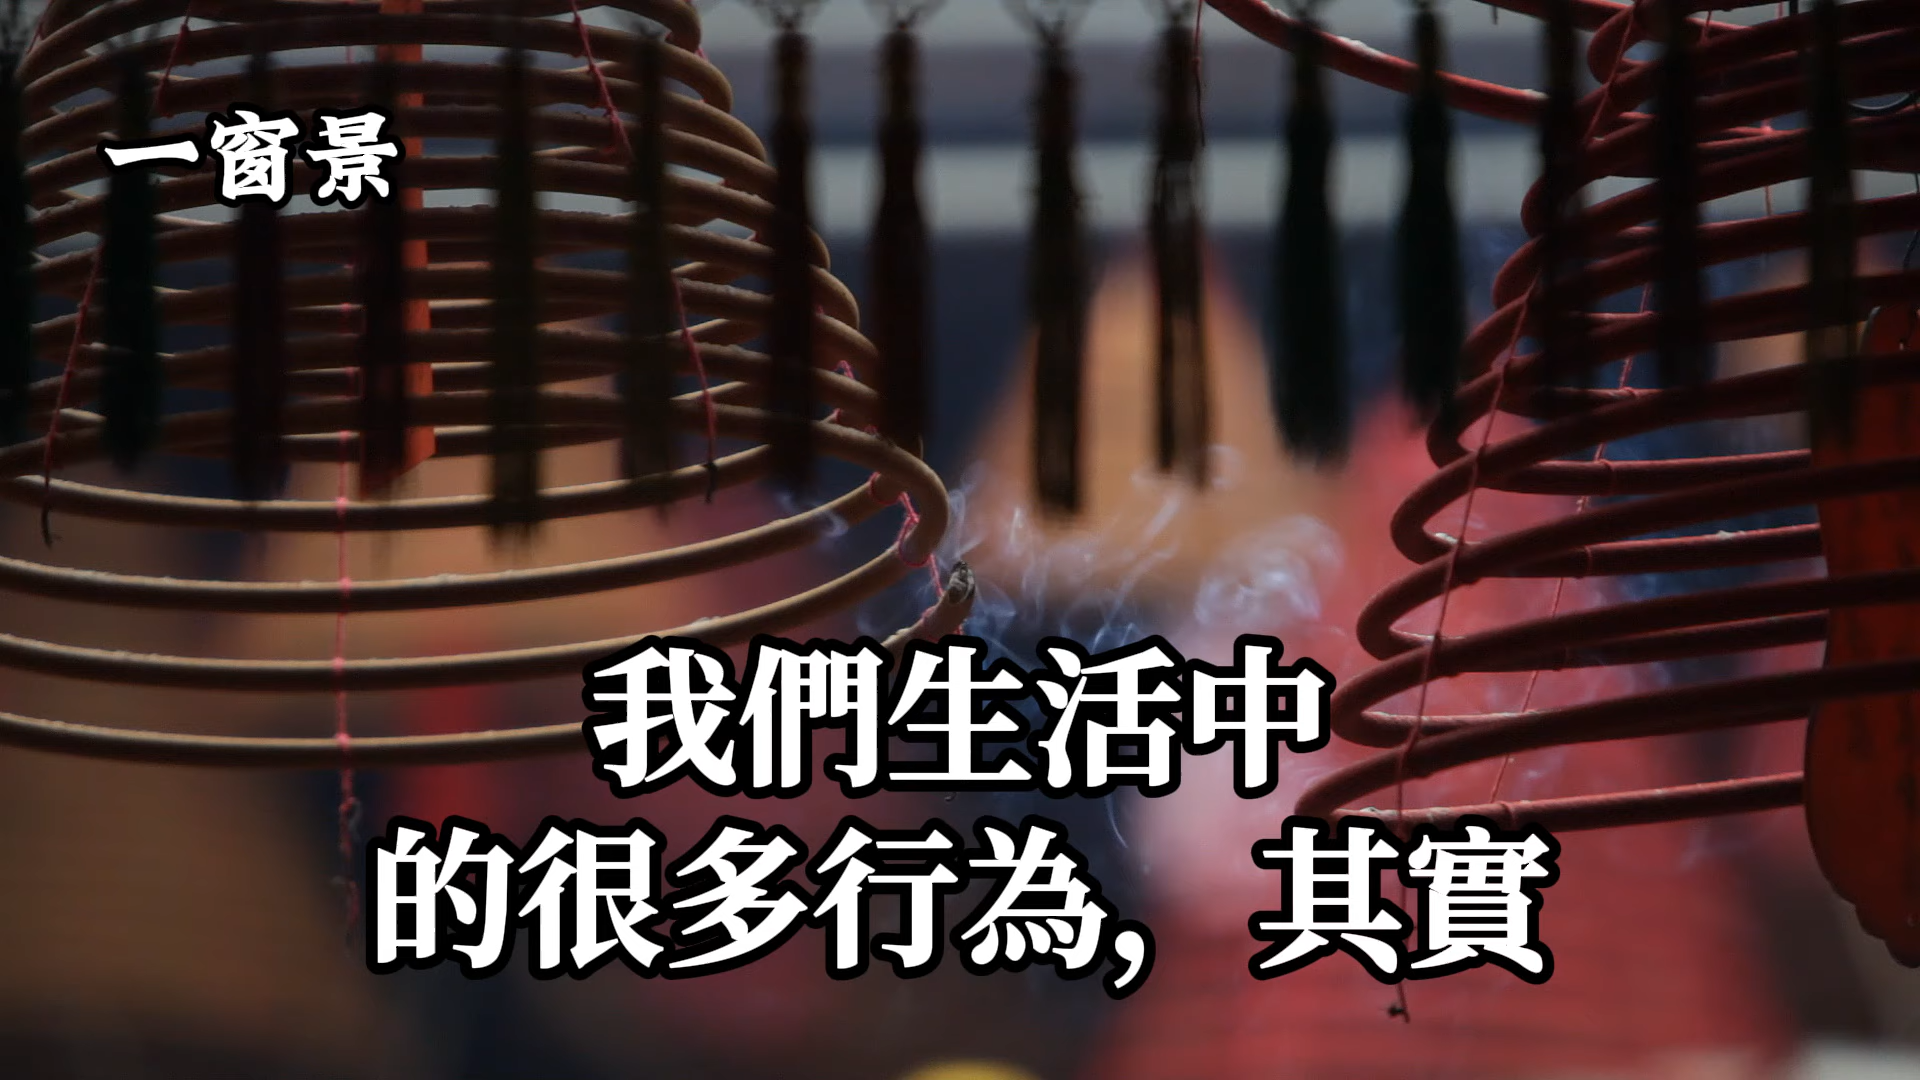 一窗景
我們生活中
的很多行為，其實